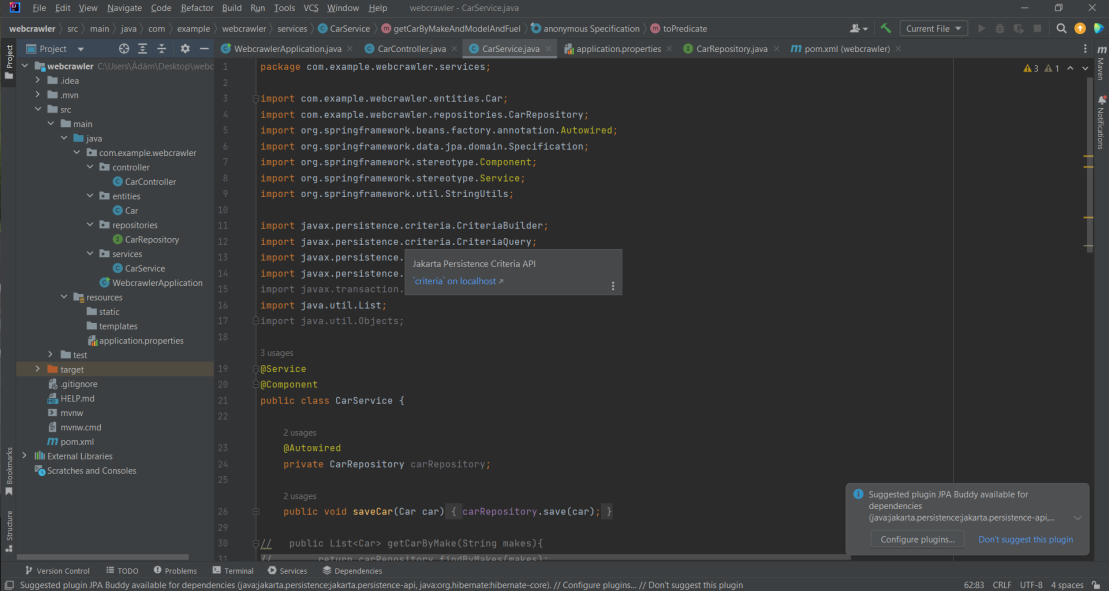 File Edit View Navigate Code Refactor Build Run Tools VCS Window Help webcrawler - CarService.java
webcrawler src main java com example webcrawler services CarService getCarByMakeAndModelAndFuel anonymous Specification toPredicate Current File
Project WebcrawlerApplication.java CarController.java CarService.java application.properties CarRepository.java pom.xml (webcrawler)
Project
Maven
Notifications
Bookmarks
Structure
webcrawler C:\Users\Ádám\Desktop\webc
.idea
.mvn
src
main
java
com.example.webcrawler
controller
CarController
entities
Car
repositories
CarRepository
services
CarService
WebcrawlerApplication
resources
static
templates
application.properties
test
target
.gitignore
HELP.md
mvnw
mvnw.cmd
pom.xml
External Libraries
Scratches and Consoles
3 1
1 package com.example.webcrawler.services;
2
3 import com.example.webcrawler.entities.Car;
4 import com.example.webcrawler.repositories.CarRepository;
5 import org.springframework.beans.factory.annotation.Autowired;
6 import org.springframework.data.jpa.domain.Specification;
7 import org.springframework.stereotype.Component;
8 import org.springframework.stereotype.Service;
9 import org.springframework.util.StringUtils;
10
11 import javax.persistence.criteria.CriteriaBuilder;
12 import javax.persistence.criteria.CriteriaQuery;
13 import javax.persistence.
14 import javax.persistence.
15 import javax.transaction.
16 import java.util.List;
17 import java.util.Objects;
18
Jakarta Persistence Criteria API
`criteria` on localhost
3 usages
19 @Service
20 @Component
21 public class CarService {
22
2 usages
23 @Autowired
24 private CarRepository carRepository;
25
2 usages
26 public void saveCar(Car car) { carRepository.save(car); }
29
30 // public List<Car> getCarByMake(String makes){
31 // return carRepository.findByMakes(makes);
Suggested plugin JPA Buddy available for
dependencies
(java:jakarta.persistence:jakarta.persistence-api,...
Configure plugins... Don't suggest this plugin
Version Control TODO Problems Terminal Services Dependencies
Suggested plugin JPA Buddy available for dependencies (java:jakarta.persistence:jakarta.persistence-api, java:org.hibernate:hibernate-core). // Configure plugins... // Don't suggest this plugin 62:83 CRLF UTF-8 4 spaces